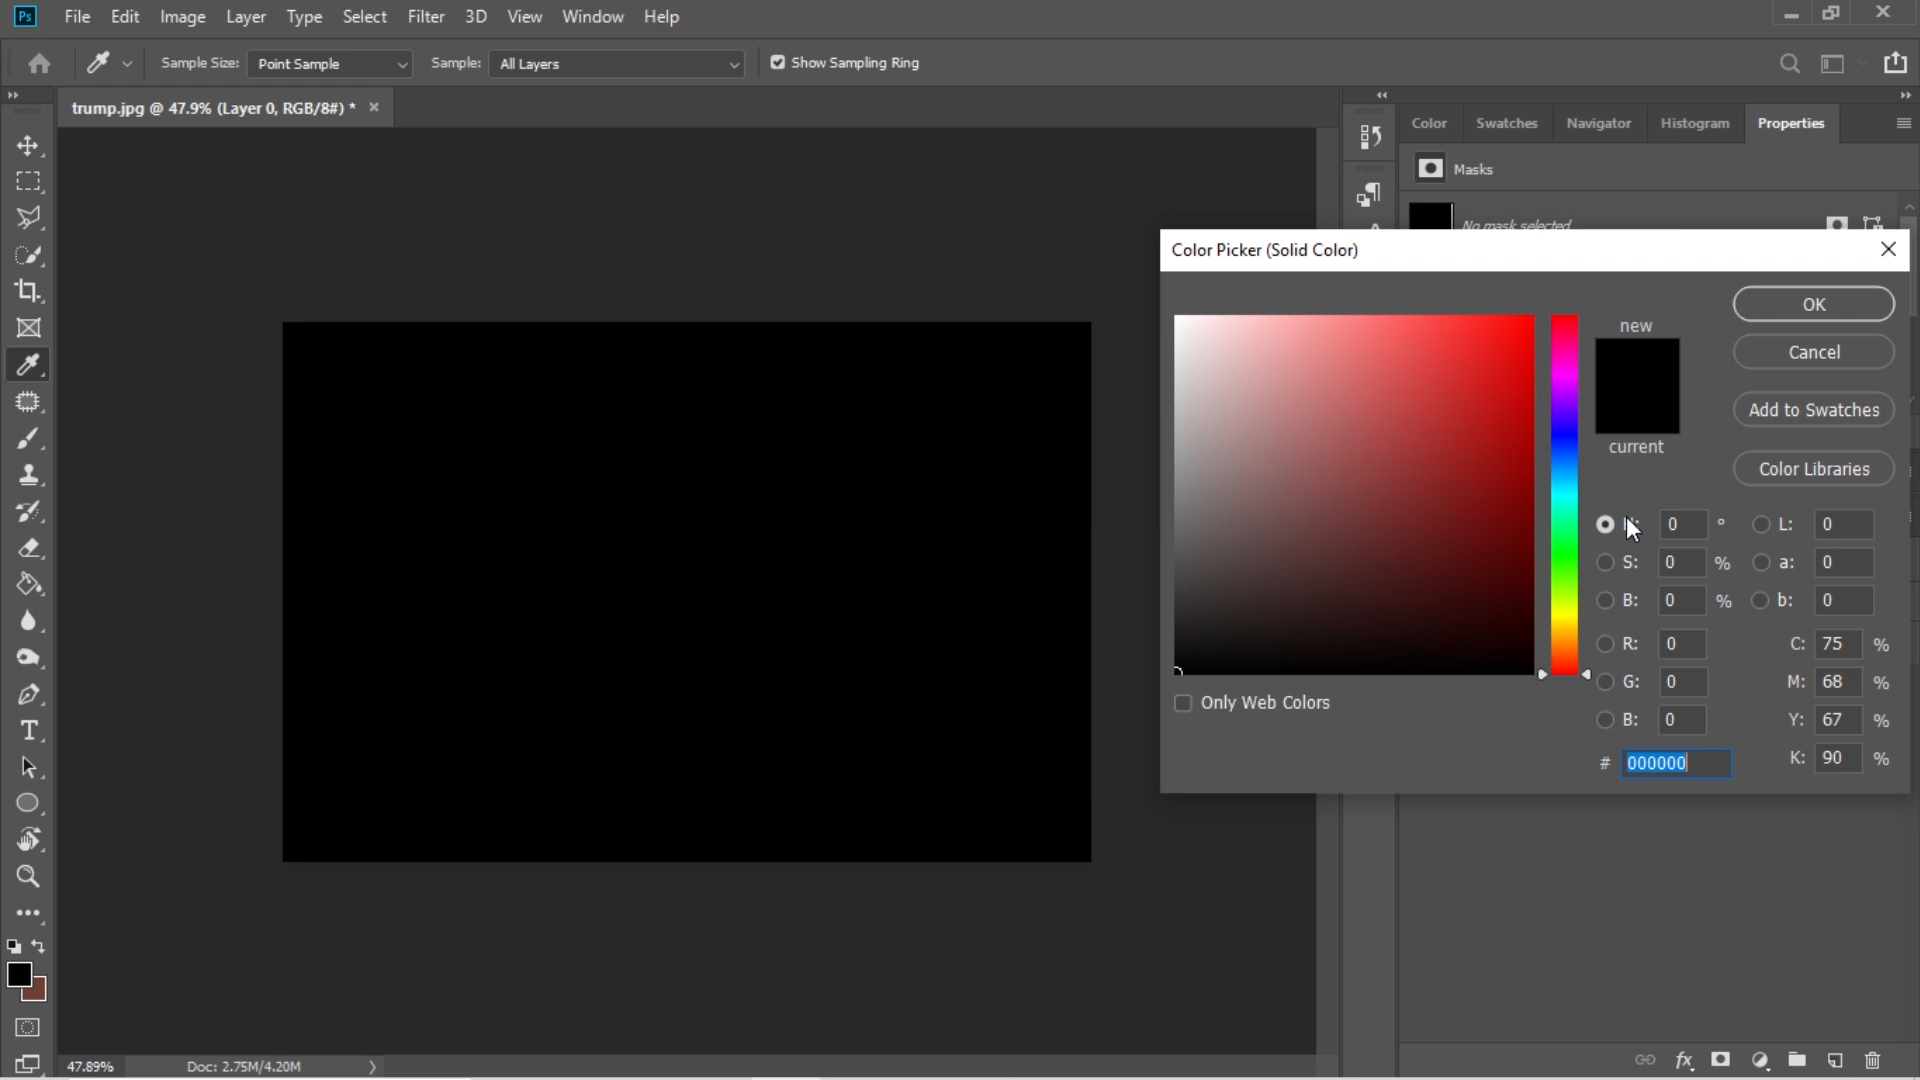 Ps File Edit Image Layer Type Select Filter 3D View Window Help
Sample Size: Point Sample Sample: All Layers Show Sampling Ring
trump.jpg @ 47.9% (Layer 0, RGB/8#) *
Color Swatches Navigator Histogram Properties
Masks
No mask selected
Color Picker (Solid Color)
new
current
OK
Cancel
Add to Swatches
Color Libraries
0 ° L: 0
S: 0 % a: 0
B: 0 % b: 0
R: 0 C: 75 %
G: 0 M: 68 %
B: 0 Y: 67 %
# 000000 K: 90 %
Only Web Colors
T
fx
47.89% Doc: 2.75M/4.20M